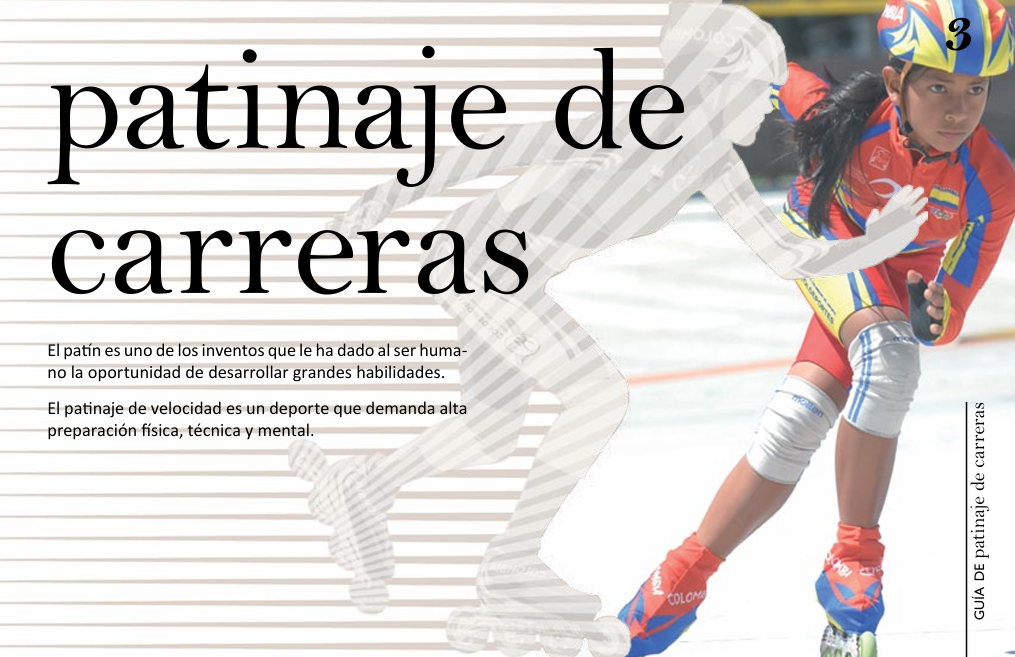 3
patinaje de
carreras
El patín es uno de los inventos que le ha dado al ser huma-
no la oportunidad de desarrollar grandes habilidades.
El patinaje de velocidad es un deporte que demanda alta
preparación física, técnica y mental.
GUÍA DE patinaje de carreras
COLOMBIA
molten